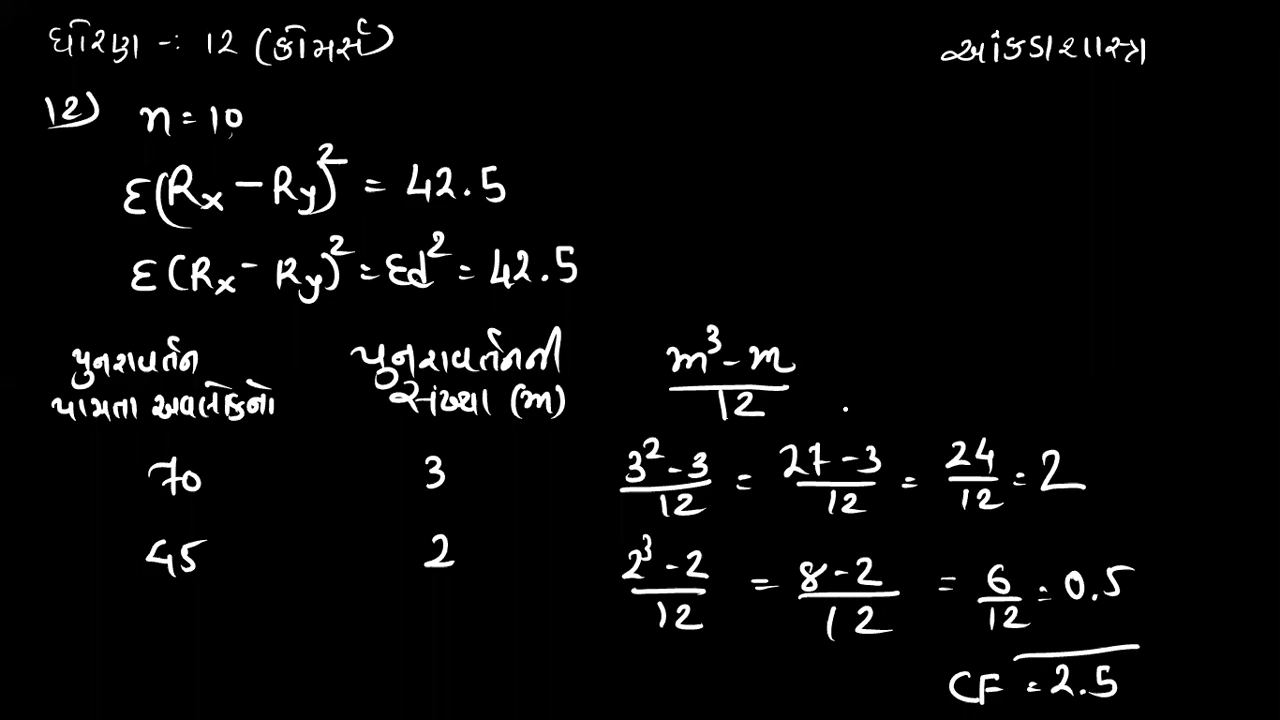 ધોરણ -: 12 (કોમર્સ) આંકડાશાસ્ત્ર
12) n = 10
Ɛ(Rx - Ry)² = 42.5
Ɛ(Rx - Ry)² = Ɛd² = 42.5
પુનરાવર્તન પુનરાવર્તનની m³ - m / 12
પામતા અવલોકનો સંખ્યા (m)
70 3 3² - 3 / 12 = 27 - 3 / 12 = 24 / 12 = 2
45 2 2³ - 2 / 12 = 8 - 2 / 12 = 6 / 12 = 0.5
CF = 2.5